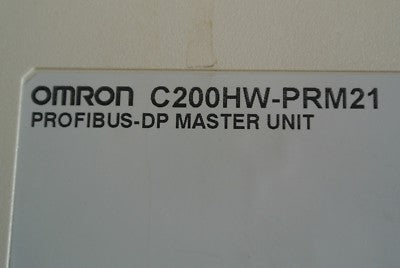 OMRON C200HW-PRM21
PROFIBUS-DP MASTER UNIT